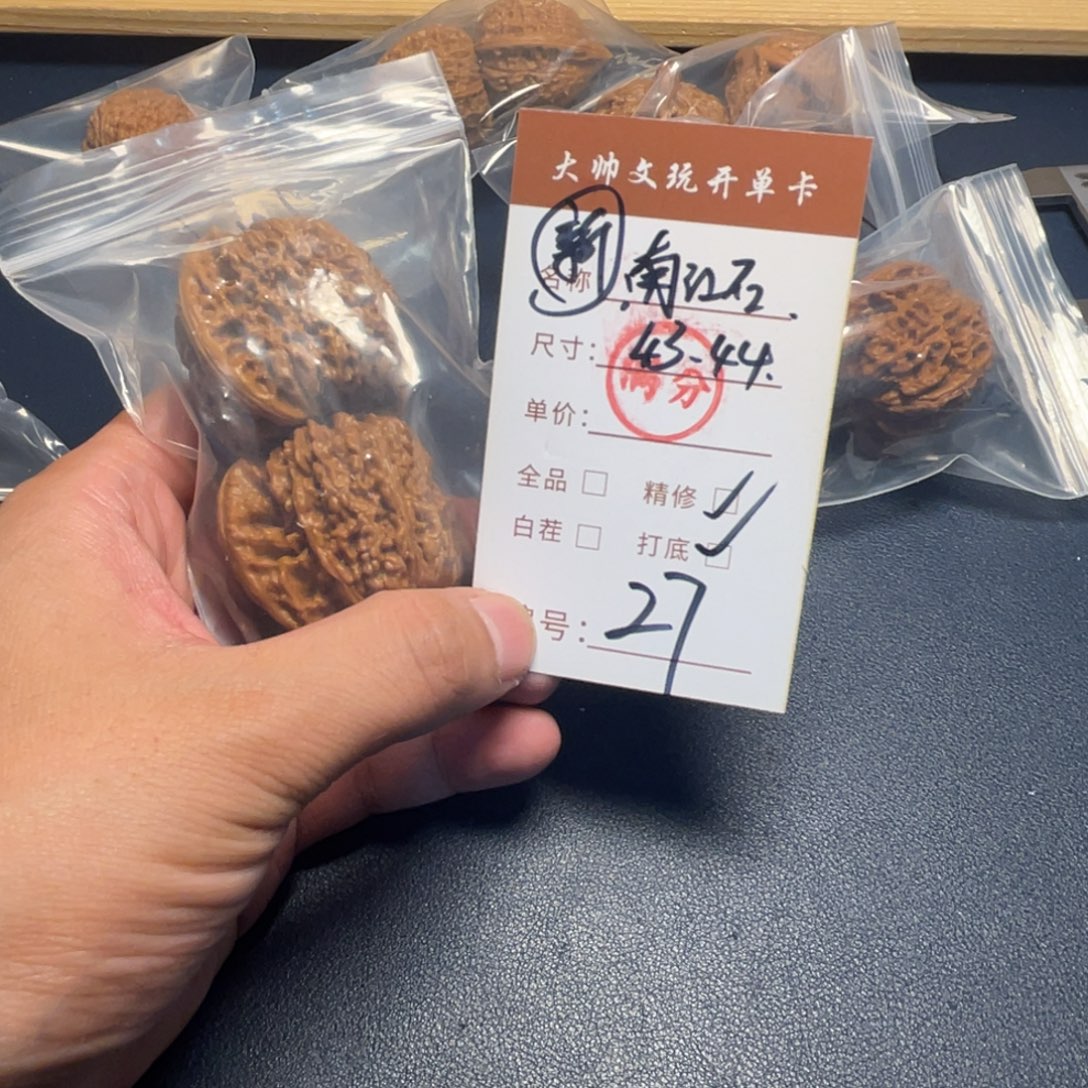 大帅文玩开单卡
新
名称 南江石.
尺寸: 43-44.
满分
单价:
全品 □ 精修 □ ✓
白茬 □ 打底 □ ✓
号: 27